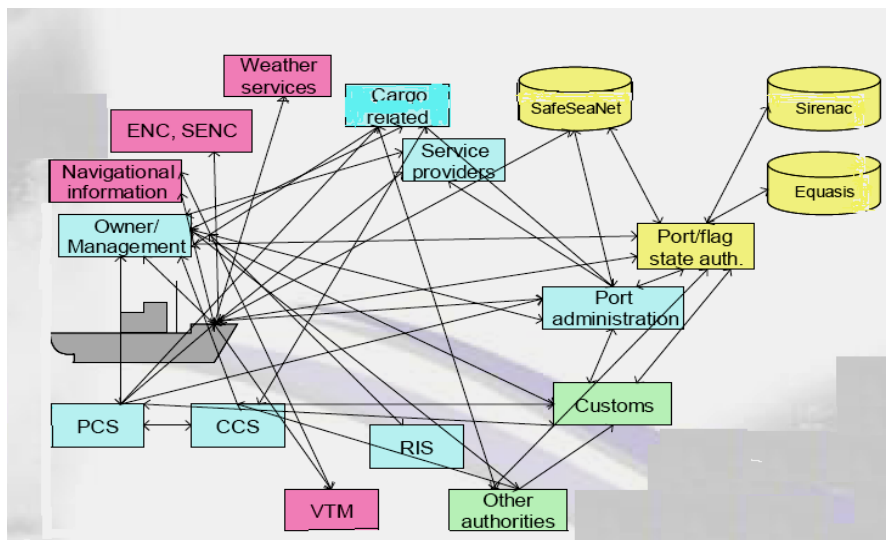 Weather
services
Cargo
related
SafeSeaNet
Sirenac
ENC, SENC
Service
providers
Navigational
information
Equasis
Owner/
Management
Port/flag
state auth.
Port
administration
Customs
PCS
CCS
RIS
VTM
Other
authorities